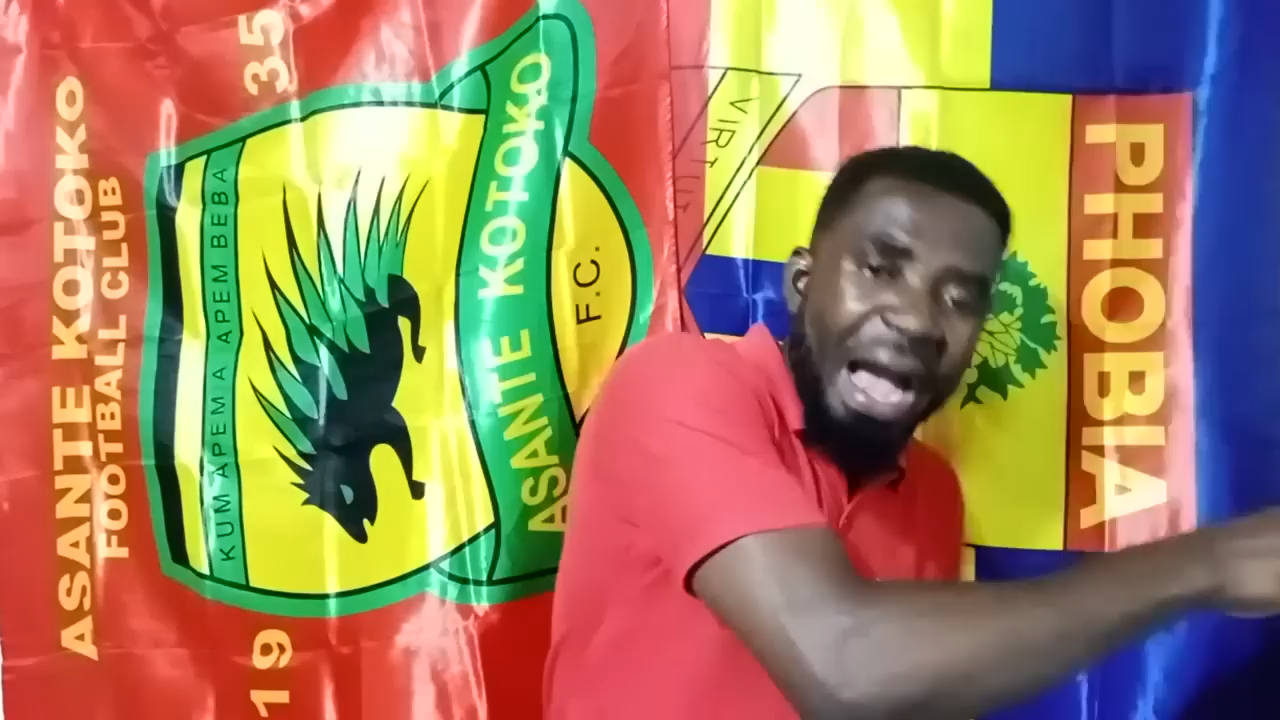 ASANTE KOTOKO
FOOTBALL CLUB
19
35
KUM APEM A APEM BEBA
ASANTE KOTOKO
F.C.
PHOBIA